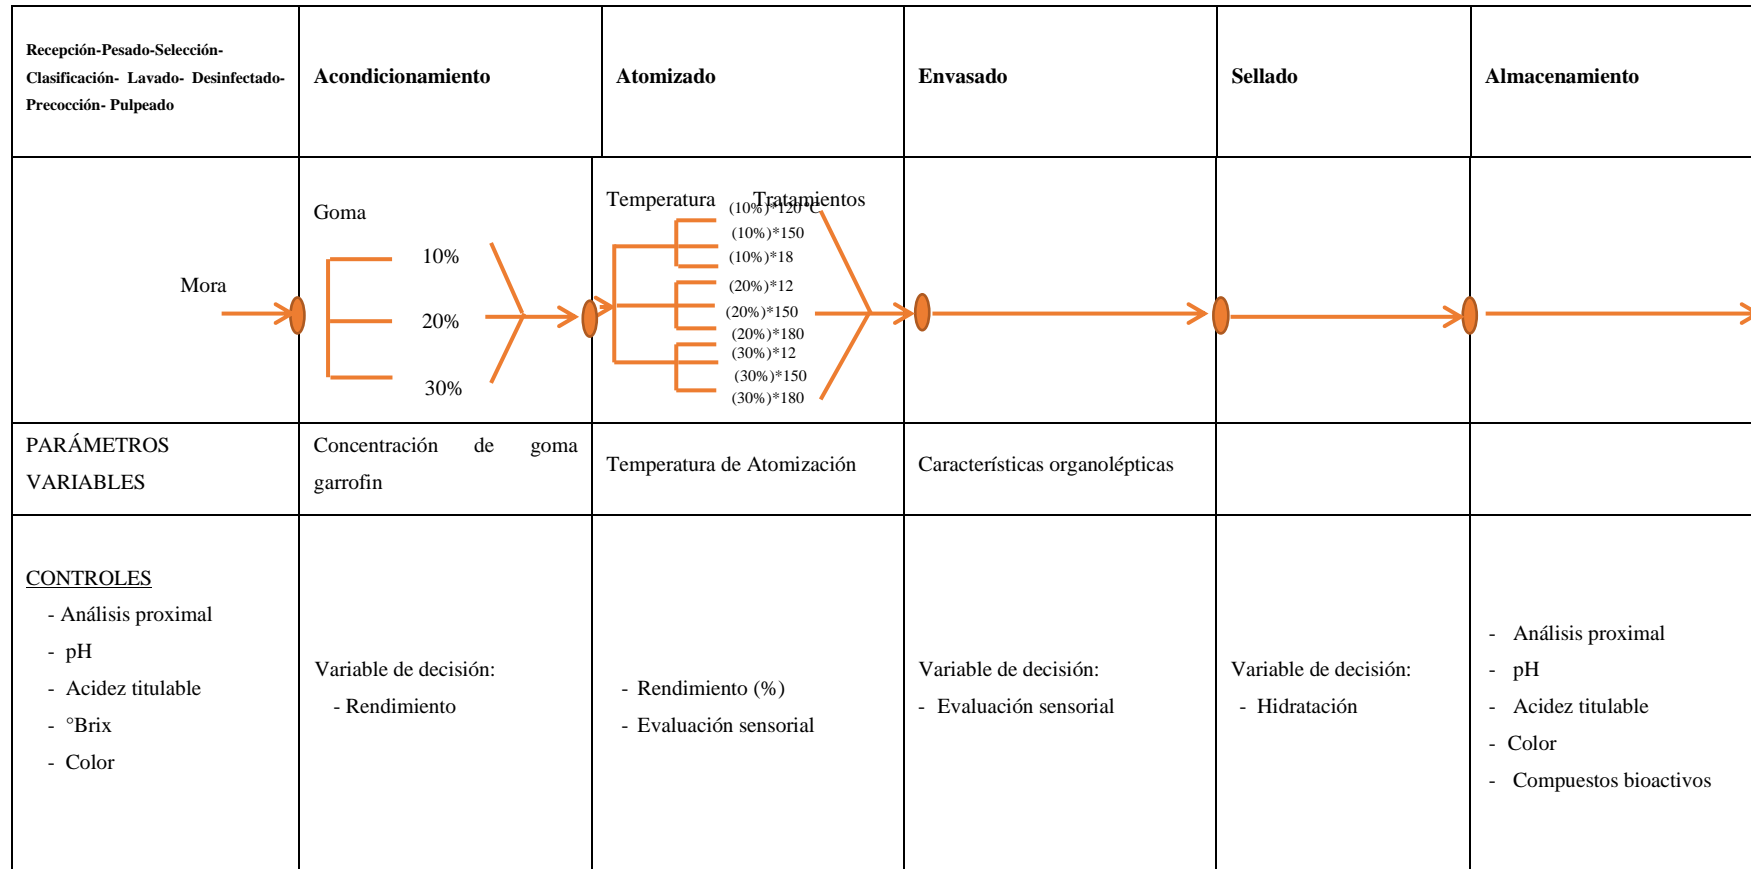 Recepción-Pesado-Selección-
Clasificación- Lavado- Desinfectado-
Precocción- Pulpeado
Acondicionamiento
Atomizado
Envasado
Sellado
Almacenamiento
Mora
Goma
10%
20%
30%
Temperatura
Tratamientos
(10%)*120°C
(10%)*150
(10%)*18
(20%)*12
(20%)*150
(20%)*180
(30%)*12
(30%)*150
(30%)*180
PARÁMETROS
VARIABLES
Concentración de goma
garrofin
Temperatura de Atomización
Características organolépticas
CONTROLES
- Análisis proximal
- pH
- Acidez titulable
- °Brix
- Color
Variable de decisión:
- Rendimiento
- Rendimiento (%)
- Evaluación sensorial
Variable de decisión:
- Evaluación sensorial
Variable de decisión:
- Hidratación
- Análisis proximal
- pH
- Acidez titulable
- Color
- Compuestos bioactivos